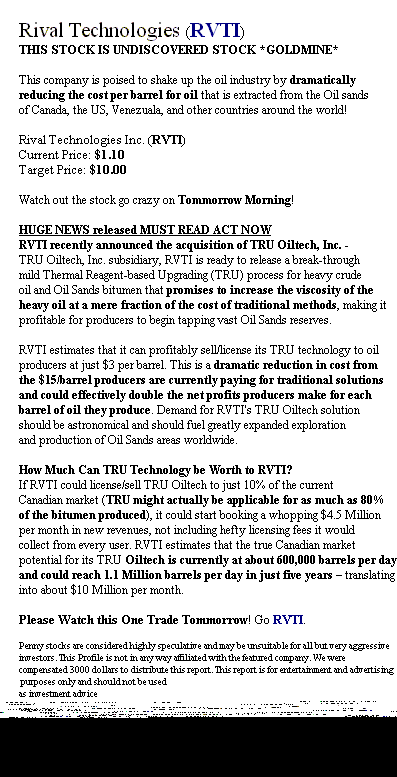 Rival Technologies (RVTI)
THIS STOCK IS UNDISCOVERED STOCK *GOLDMINE*
This company is poised to shake up the oil industry by dramatically
reducing the cost per barrel for oil that is extracted from the Oil sands
of Canada, the US, Venezuala, and other countries around the world!
Rival Technologies Inc. (RVTI)
Current Price: $1.10
Target Price: $10.00
Watch out the stock go crazy on Tommorrow Morning!
HUGE NEWS released MUST READ ACT NOW
RVTI recently announced the acquisition of TRU Oiltech, Inc. -
TRU Oiltech, Inc. subsidiary, RVTI is ready to release a break-through
mild Thermal Reagent-based Upgrading (TRU) process for heavy crude
oil and Oil Sands bitumen that promises to increase the viscosity of the
heavy oil at a mere fraction of the cost of traditional methods, making it
profitable for producers to begin tapping vast Oil Sands reserves.
RVTI estimates that it can profitably sell/license its TRU technology to oil
producers at just $3 per barrel. This is a dramatic reduction in cost from
the $15/barrel producers are currently paying for traditional solutions
and could effectively double the net profits producers make for each
barrel of oil they produce. Demand for RVTI's TRU Oiltech solution
should be astronomical and should fuel greatly expanded exploration
and production of Oil Sands areas worldwide.
How Much Can TRU Technology be Worth to RVTI?
If RVTI could license/sell TRU Oiltech to just 10% of the current
Canadian market (TRU might actually be applicable for as much as 80%
of the bitumen produced), it could start booking a whopping $4.5 Million
per month in new revenues, not including hefty licensing fees it would
collect from every user. RVTI estimates that the true Canadian market
potential for its TRU Oiltech is currently at about 600,000 barrels per day
and could reach 1.1 Million barrels per day in just five years – translating
into about $10 Million per month.
Please Watch this One Trade Tommorrow! Go RVTI.
Penny stocks are considered highly speculative and may be unsuitable for all but very aggressive
investors. This Profile is not in any way affiliated with the featured company. We were
compensated 3000 dollars to distribute this report. This report is for entertainment and advertising
purposes only and should not be used
as investment advice